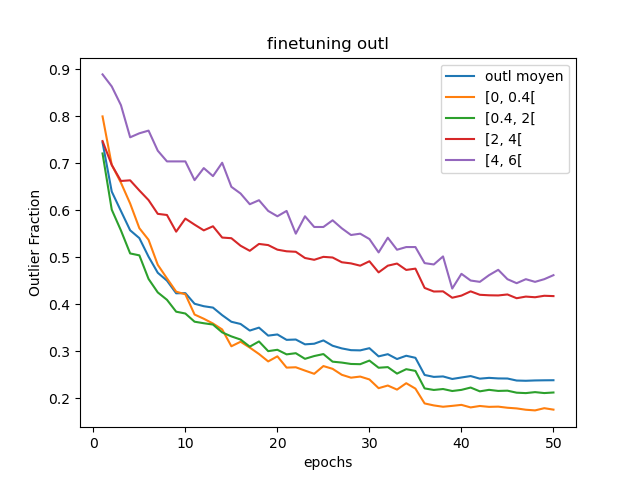 finetuning outl
outl moyen
[0, 0.4[
[0.4, 2[
[2, 4[
[4, 6[
Outlier Fraction
0.9
0.8
0.7
0.6
0.5
0.4
0.3
0.2
0 10 20 30 40 50
epochs